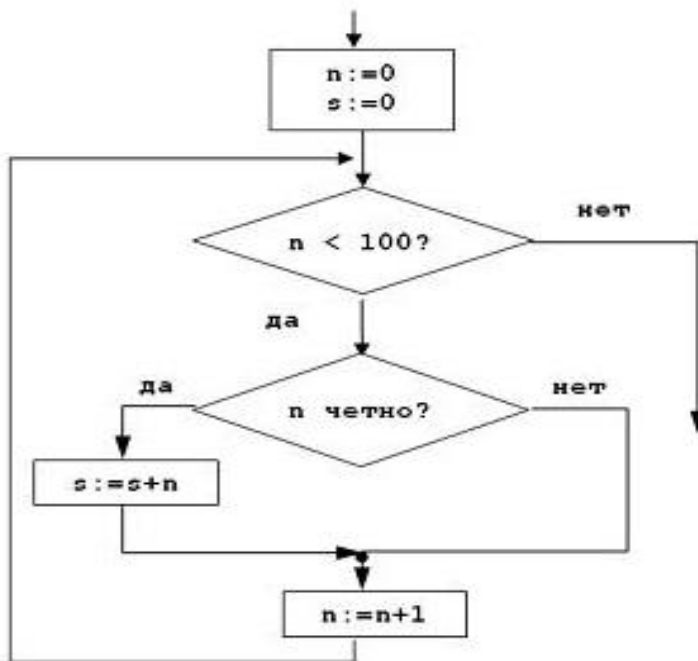 n:=0
s:=0
n < 100?
нет
да
n четно?
да
нет
s:=s+n
n:=n+1